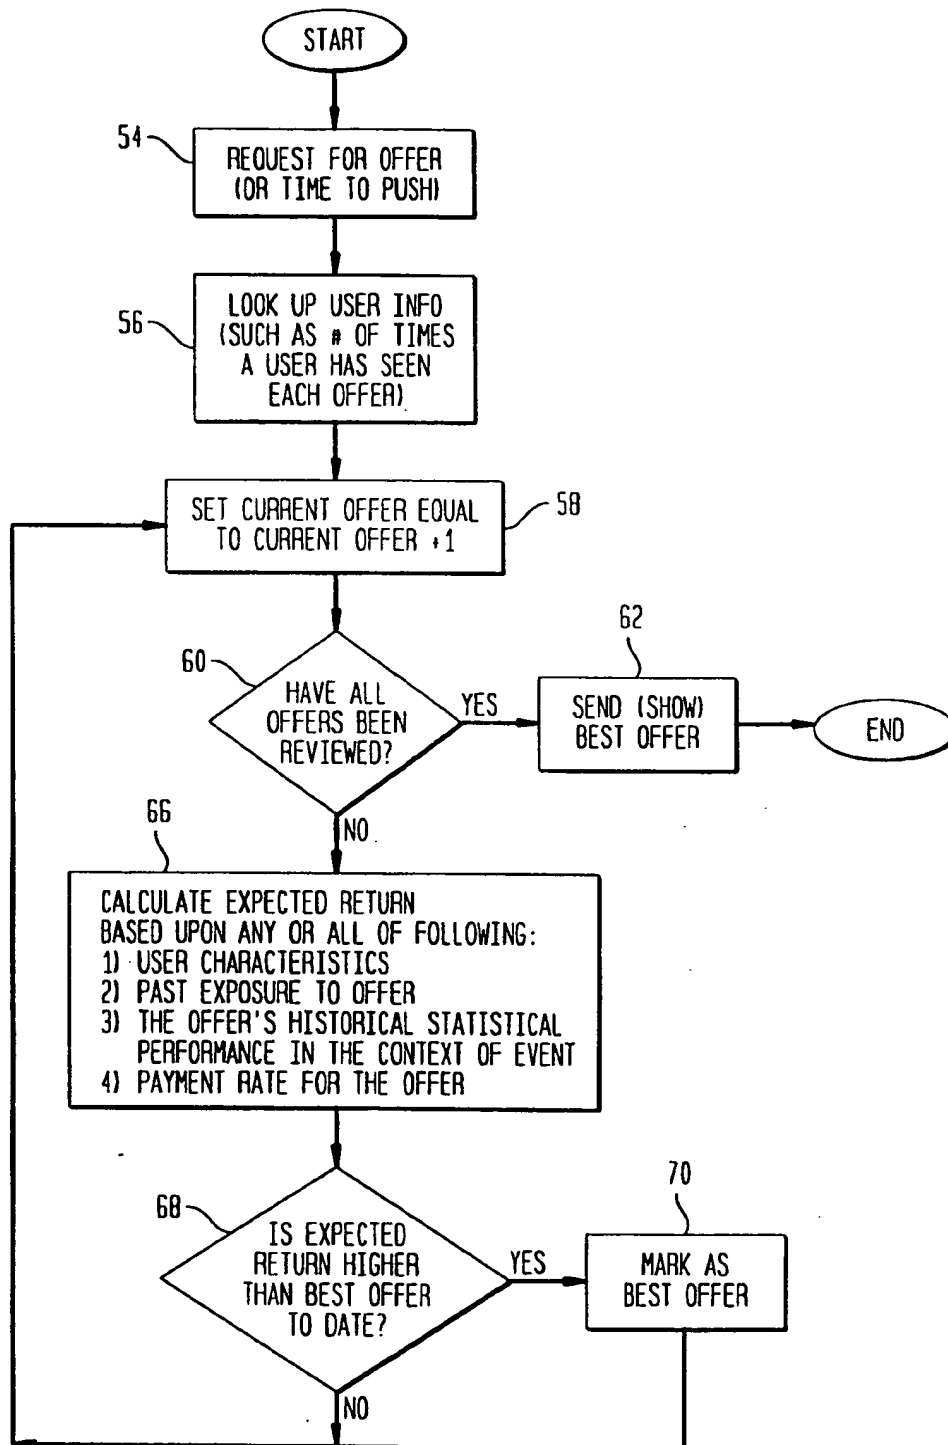 START
54
REQUEST FOR OFFER
(OR TIME TO PUSH)
56
LOOK UP USER INFO
(SUCH AS # OF TIMES
A USER HAS SEEN
EACH OFFER)
SET CURRENT OFFER EQUAL
TO CURRENT OFFER +1
58
60
HAVE ALL
OFFERS BEEN
REVIEWED?
YES
62
SEND (SHOW)
BEST OFFER
END
NO
66
CALCULATE EXPECTED RETURN
BASED UPON ANY OR ALL OF FOLLOWING:
1) USER CHARACTERISTICS
2) PAST EXPOSURE TO OFFER
3) THE OFFER'S HISTORICAL STATISTICAL
PERFORMANCE IN THE CONTEXT OF EVENT
4) PAYMENT RATE FOR THE OFFER
68
IS EXPECTED
RETURN HIGHER
THAN BEST OFFER
TO DATE?
YES
70
MARK AS
BEST OFFER
NO